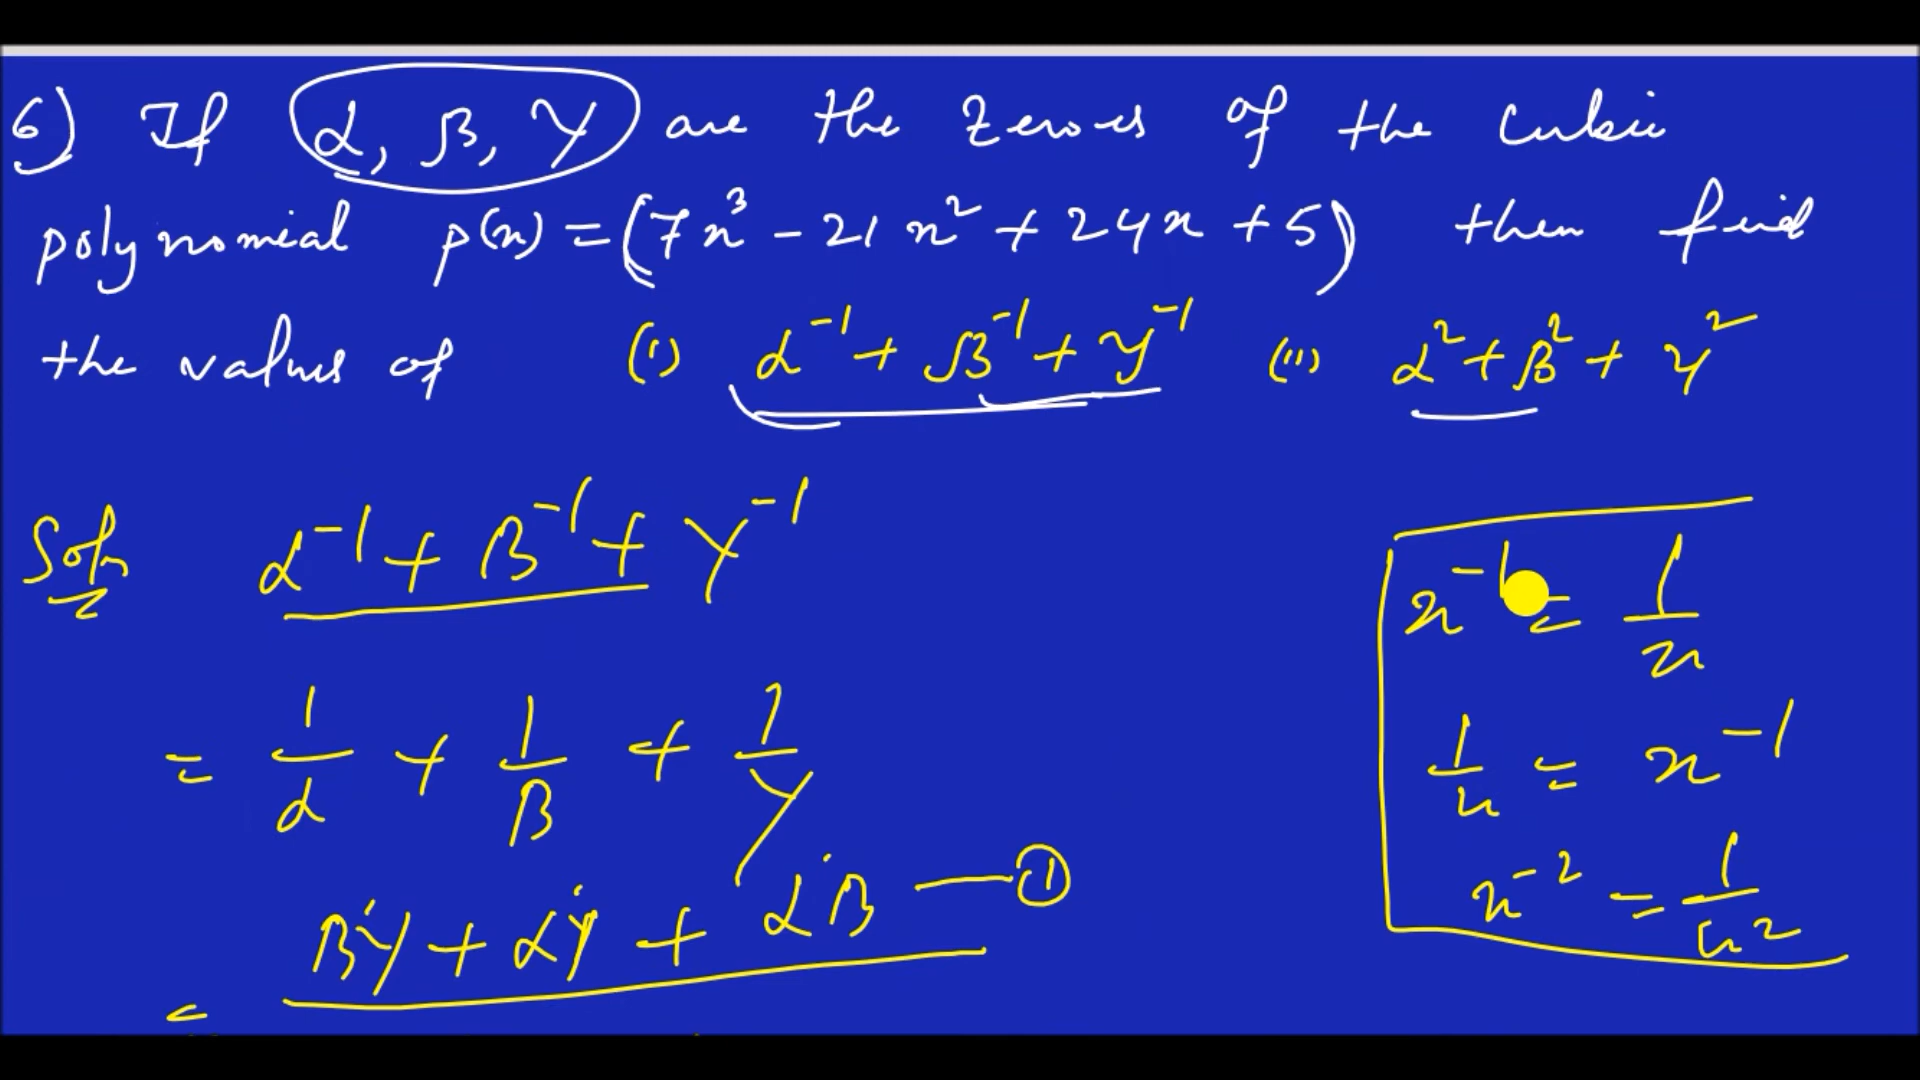 6) If α, β, γ are the zeroes of the cubic
polynomial p(x) = (7x³ - 21x² + 24x + 5) then find
the values of (i) α⁻¹ + β⁻¹ + γ⁻¹ (ii) α² + β² + γ²
Soln α⁻¹ + β⁻¹ + γ⁻¹
= 1/α + 1/β + 1/γ
βγ + αγ + αβ — ①
=
x⁻¹ = 1/x
1/x = x⁻¹
x⁻² = 1/x²